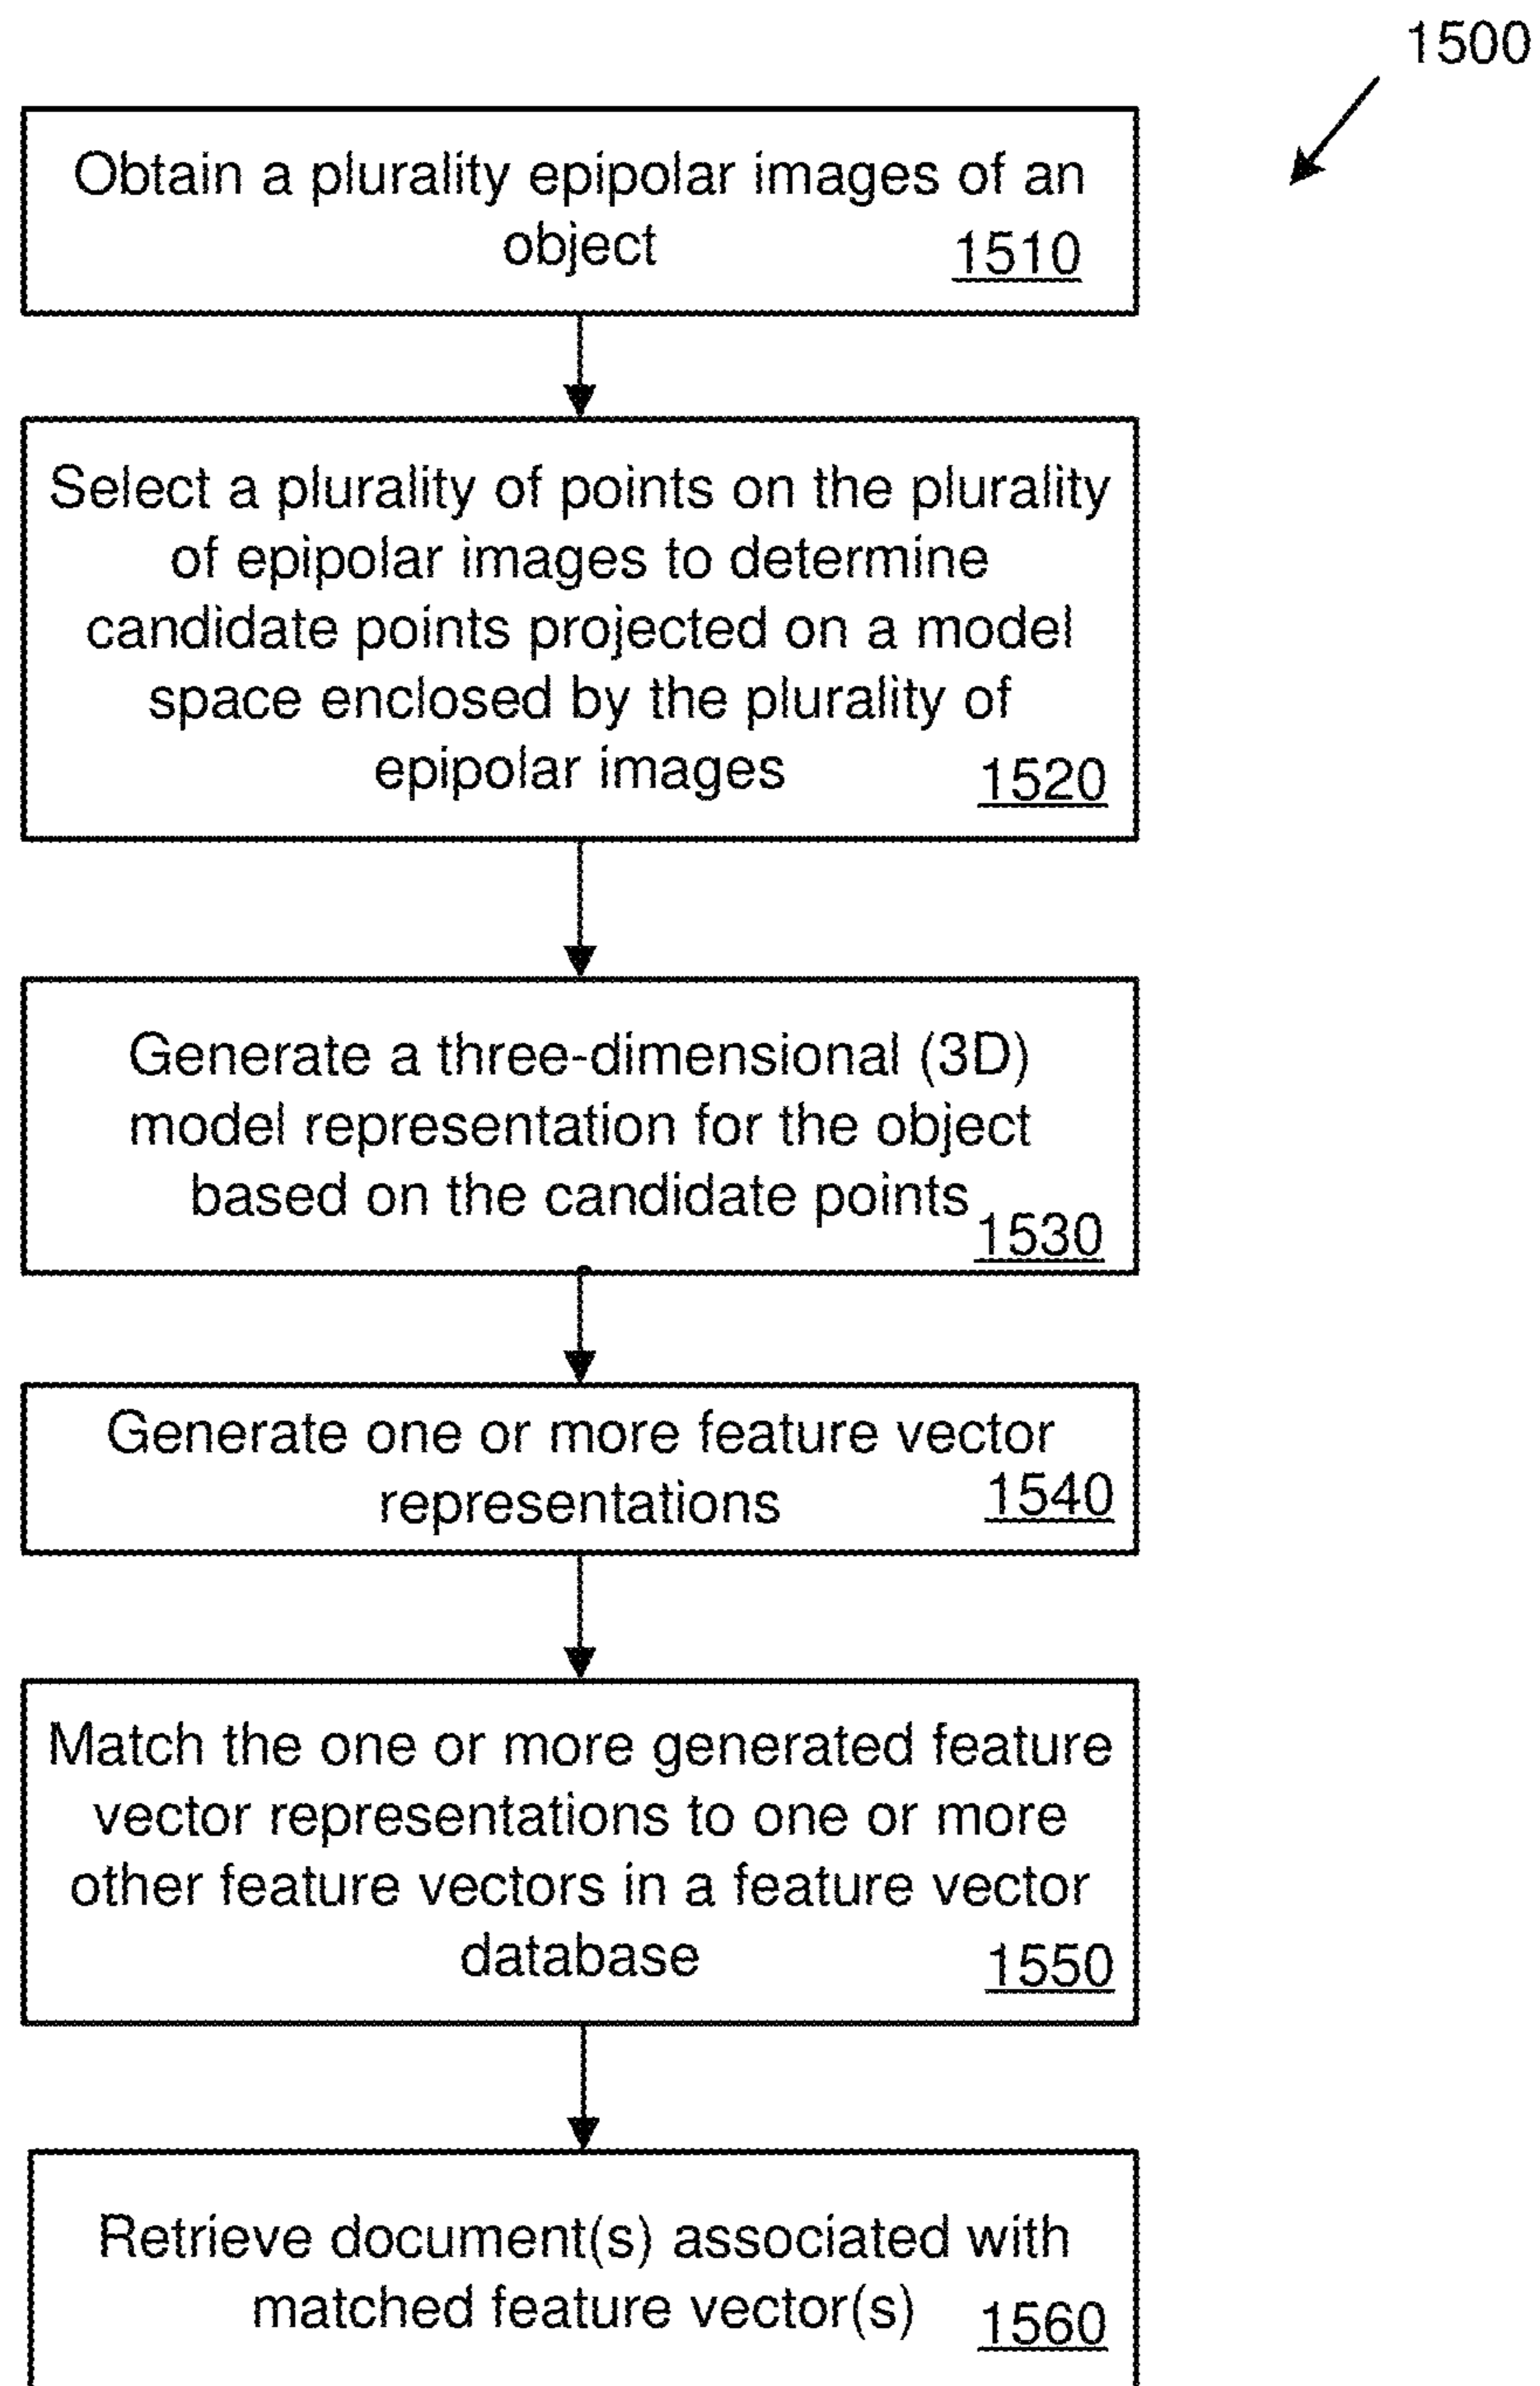 1500
Obtain a plurality epipolar images of an
object 1510
Select a plurality of points on the plurality
of epipolar images to determine
candidate points projected on a model
space enclosed by the plurality of
epipolar images 1520
Generate a three-dimensional (3D)
model representation for the object
based on the candidate points
1530
Generate one or more feature vector
representations 1540
Match the one or more generated feature
vector representations to one or more
other feature vectors in a feature vector
database 1550
Retrieve document(s) associated with
matched feature vector(s) 1560